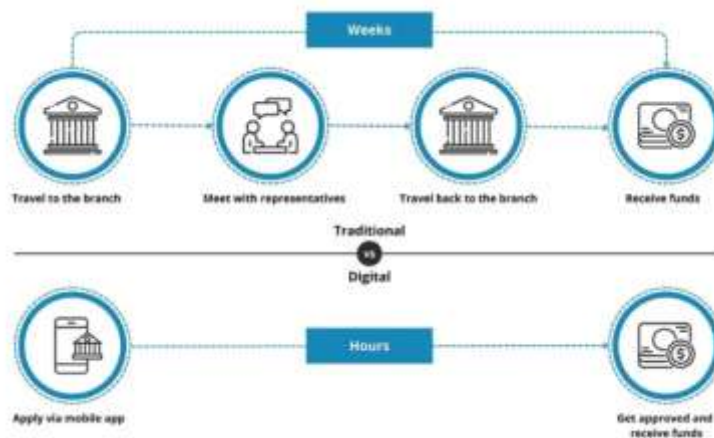 Weeks
Travel to the branch
Meet with representatives
Travel back to the branch
Receive funds
Traditional
vs
Digital
Hours
Apply via mobile app
Get approved and
receive funds